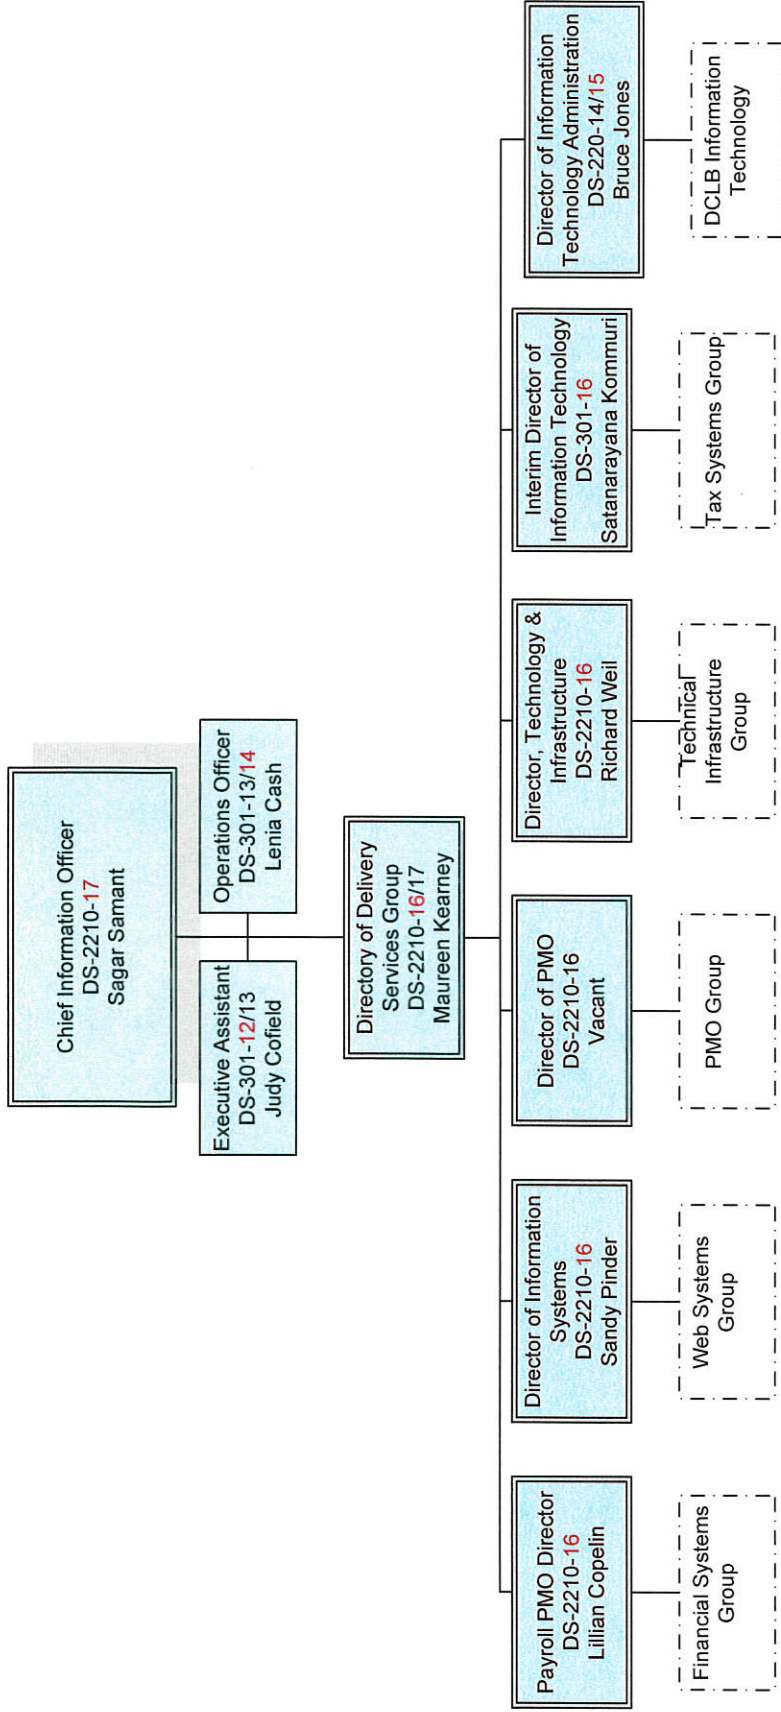 Chief Information Officer
DS-2210-17
Sagar Samant
Executive Assistant
DS-301-12/13
Judy Cofield
Operations Officer
DS-301-13/14
Lenia Cash
Directory of Delivery
Services Group
DS-2210-16/17
Maureen Kearney
Payroll PMO Director
DS-2210-16
Lillian Copelin
Director of Information
Systems
DS-2210-16
Sandy Pinder
Director of PMO
DS-2210-16
Vacant
Director, Technology &
Infrastructure
DS-2210-16
Richard Weil
Interim Director of
Information Technology
DS-301-16
Satanarayana Kommuri
Director of Information
Technology Administration
DS-220-14/15
Bruce Jones
Financial Systems
Group
Web Systems
Group
PMO Group
Technical
Infrastructure
Group
Tax Systems Group
DCLB Information
Technology